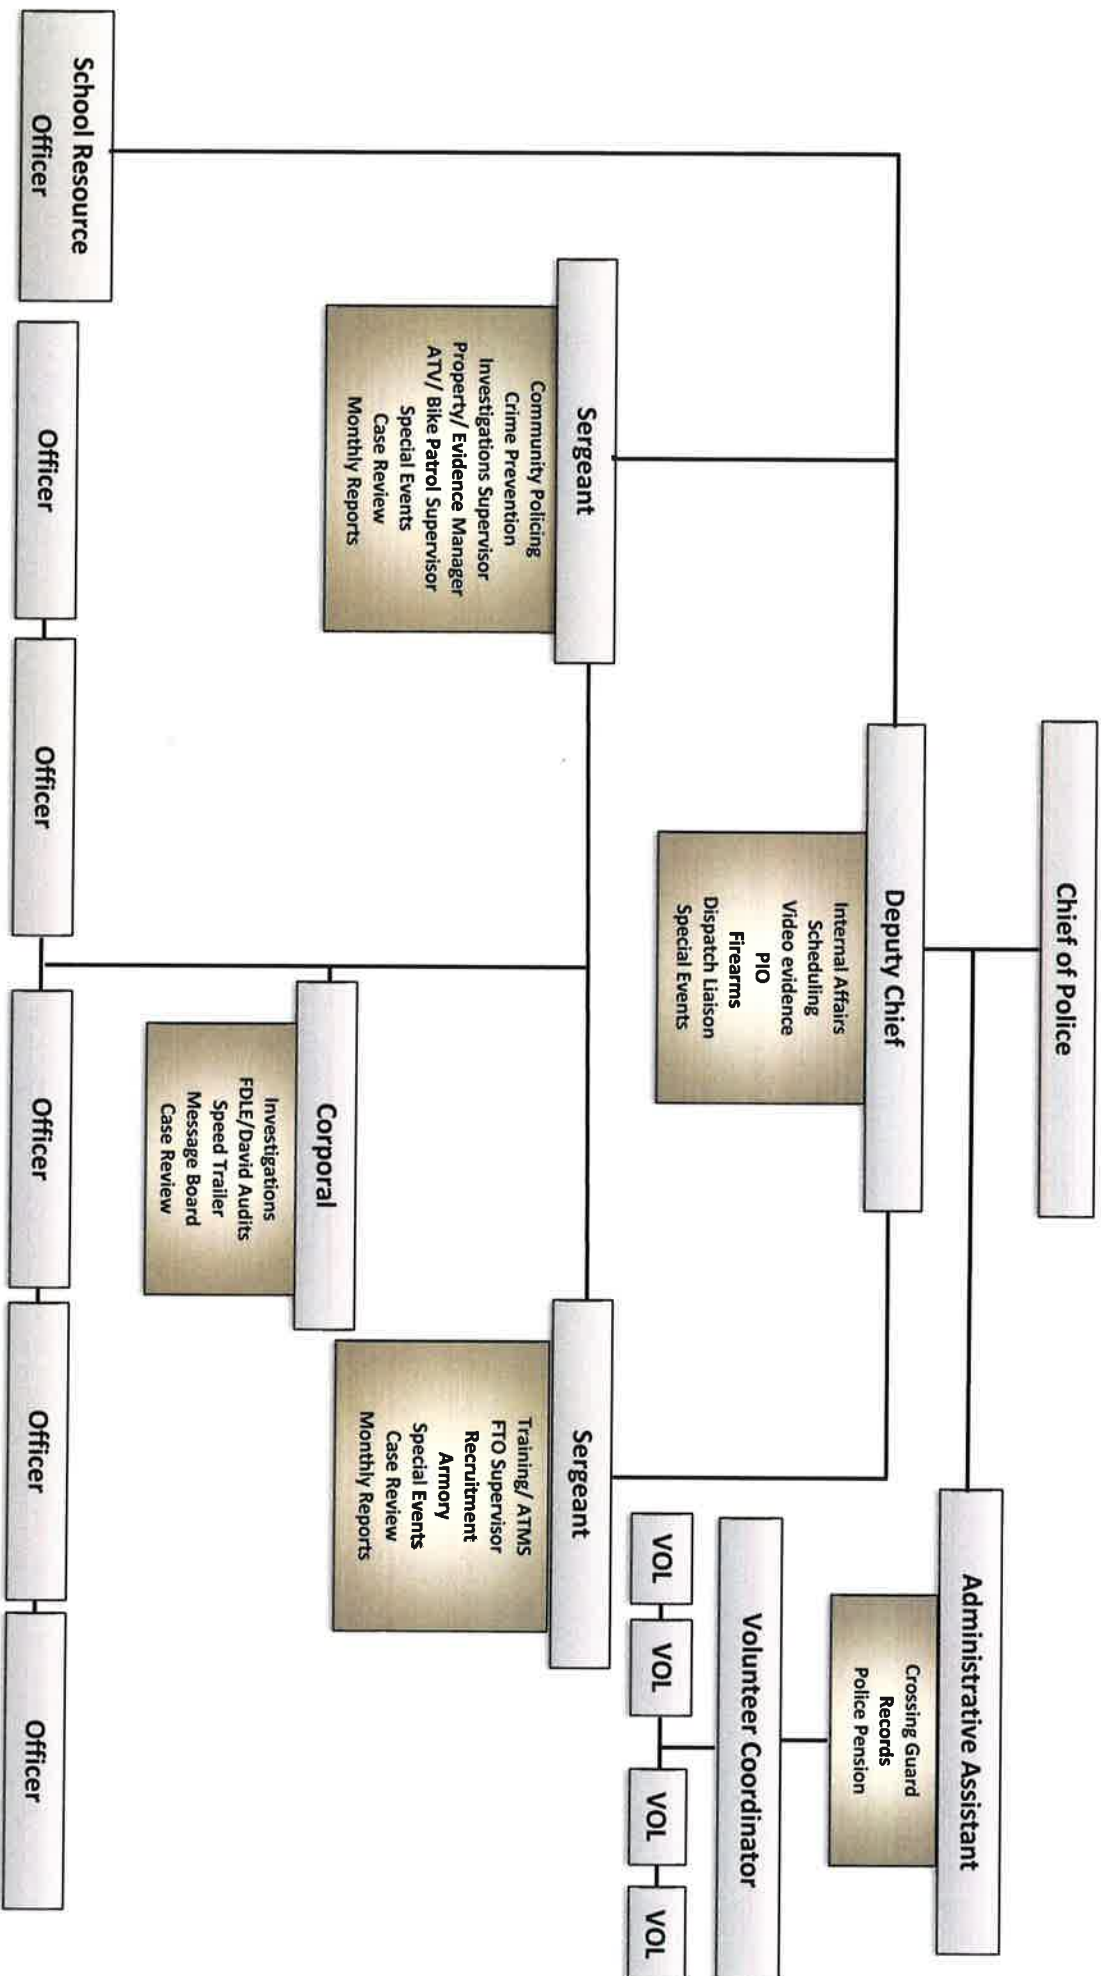 Chief of Police
Deputy Chief
Internal Affairs
Scheduling
Video evidence
PIO
Firearms
Dispatch Liaison
Special Events
Administrative Assistant
Crossing Guard
Records
Police Pension
Volunteer Coordinator
VOL
VOL
VOL
VOL
Sergeant
Community Policing
Crime Prevention
Investigations Supervisor
Property/ Evidence Manager
ATV/ Bike Patrol Supervisor
Special Events
Case Review
Monthly Reports
Sergeant
Training/ ATMS
FTO Supervisor
Recruitment
Armory
Special Events
Case Review
Monthly Reports
Corporal
Investigations
FDLE/David Audits
Speed Trailer
Message Board
Case Review
School Resource
Officer
Officer
Officer
Officer
Officer
Officer